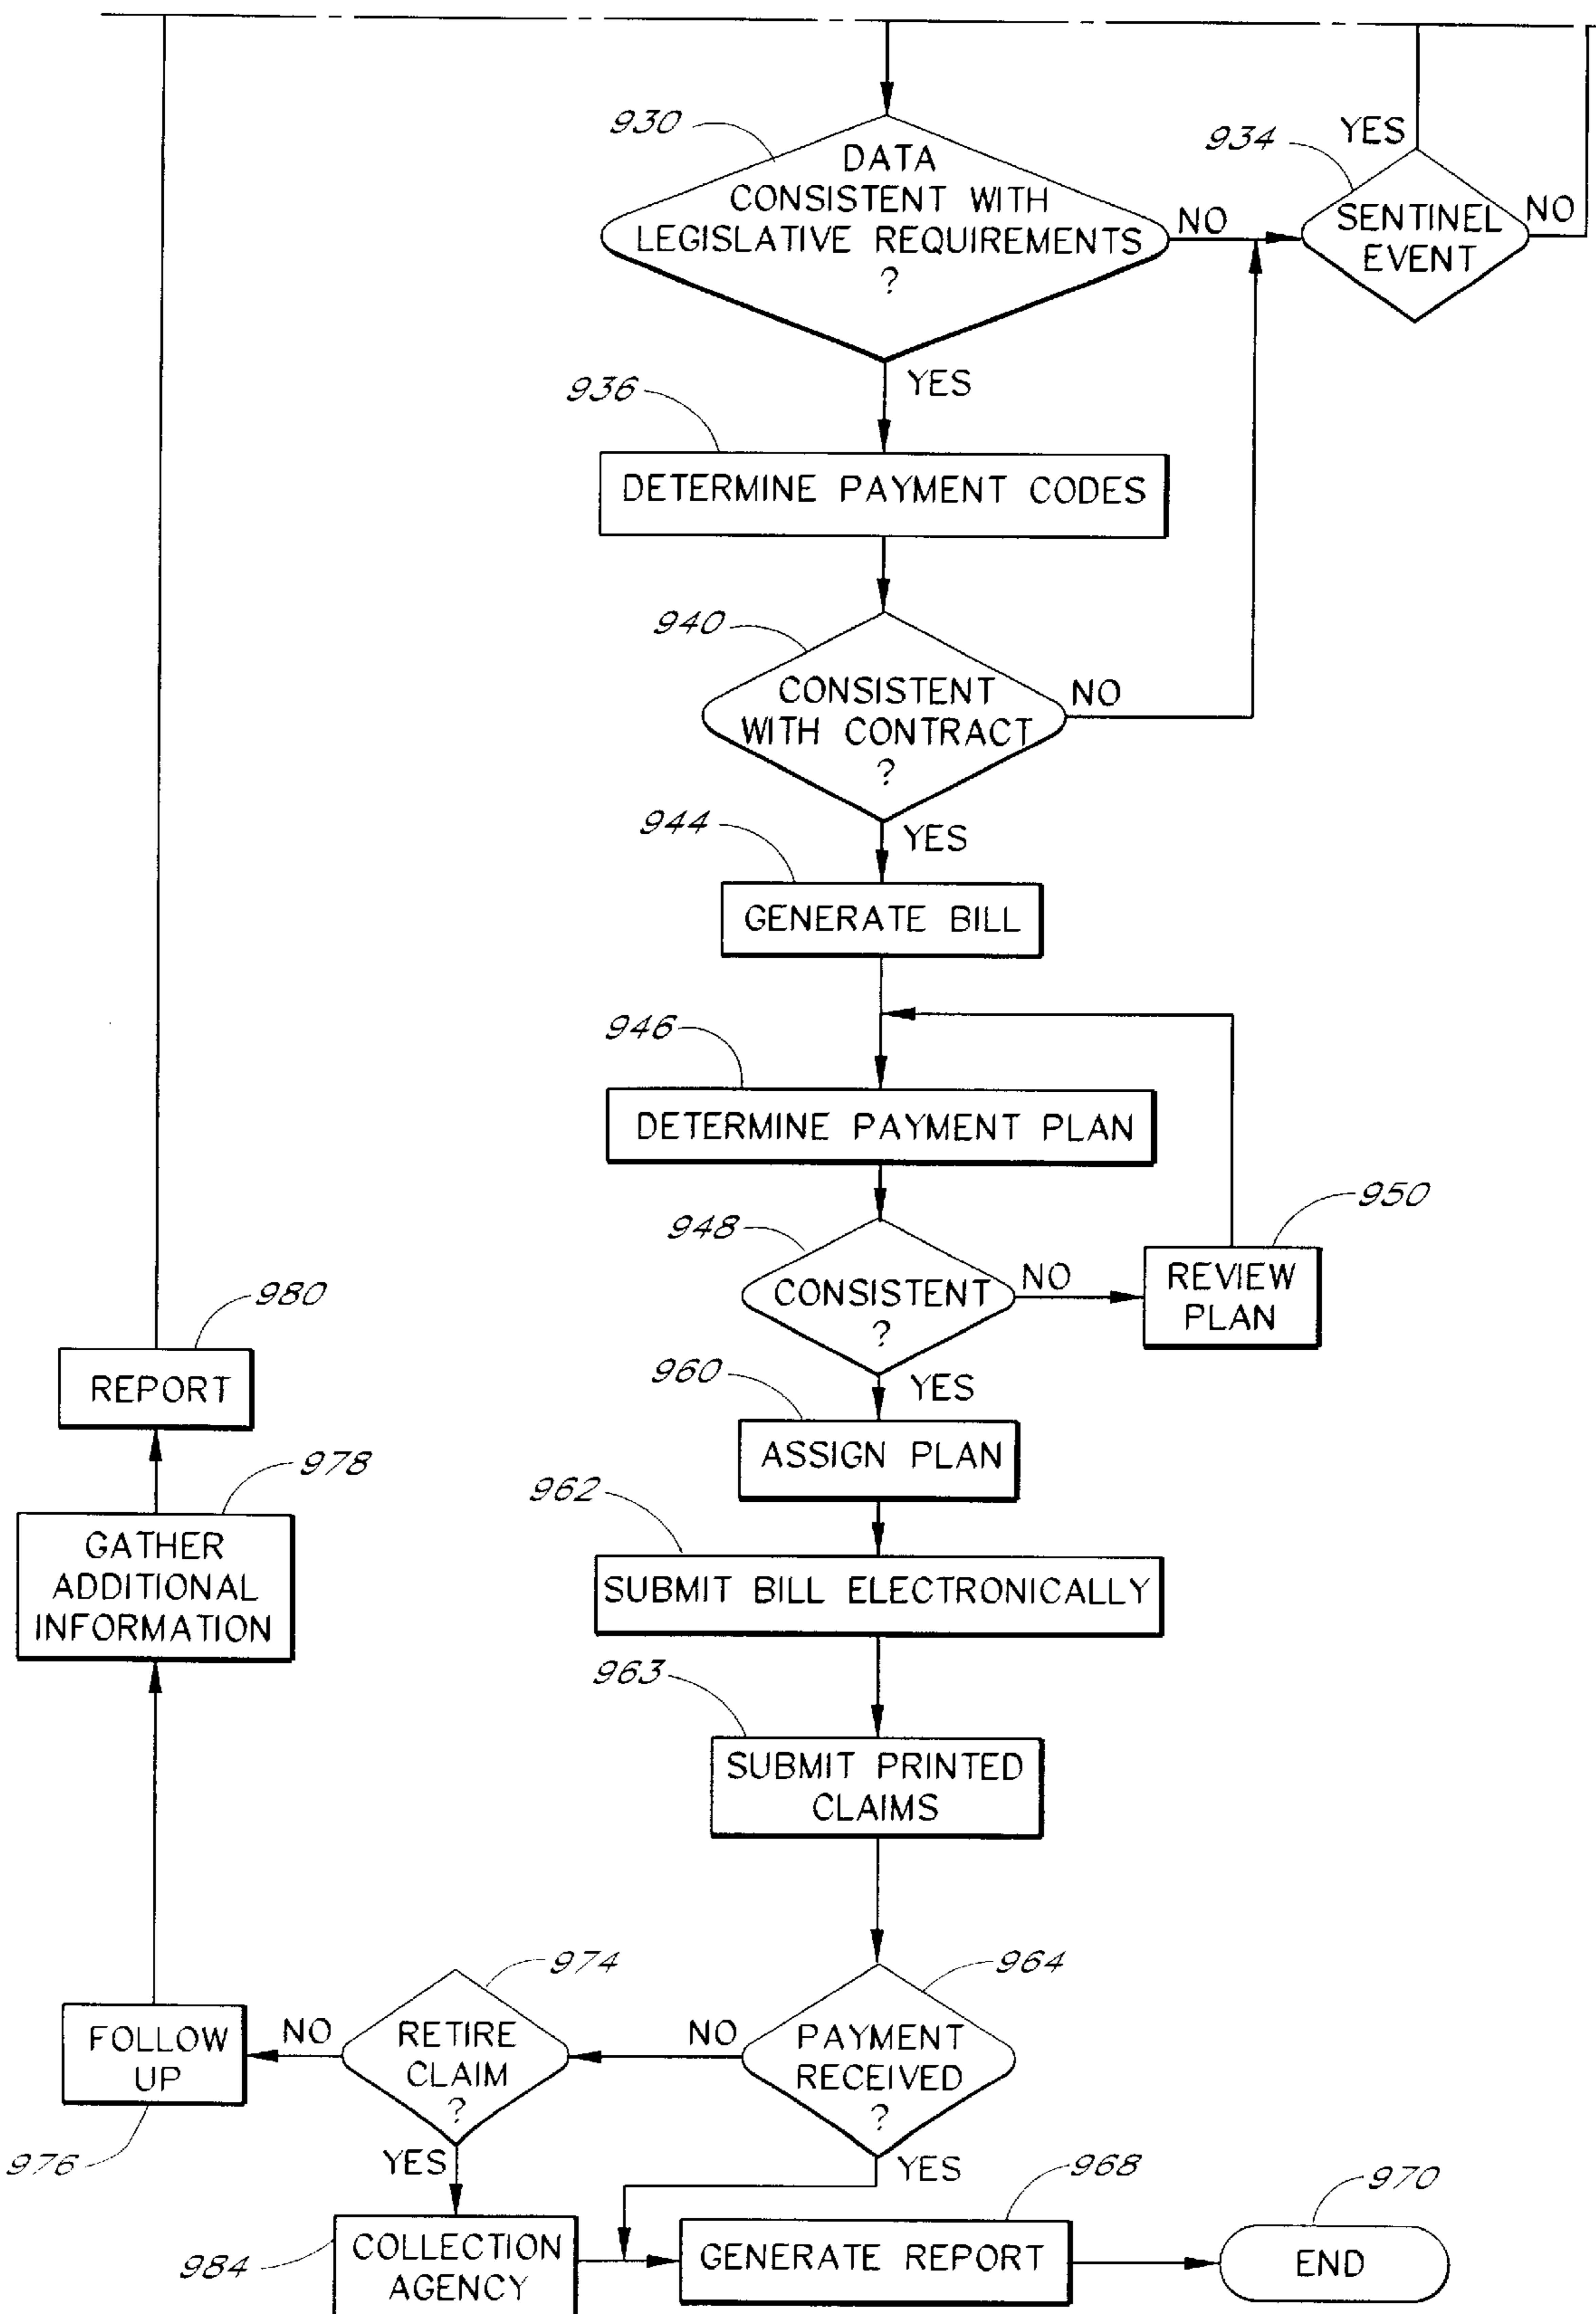 930
DATA
CONSISTENT WITH
LEGISLATIVE REQUIREMENTS
?
NO
YES
934
YES
SENTINEL
EVENT
NO
936
DETERMINE PAYMENT CODES
940
CONSISTENT
WITH CONTRACT
?
NO
YES
944
GENERATE BILL
946
DETERMINE PAYMENT PLAN
948
CONSISTENT
?
NO
950
REVIEW
PLAN
YES
960
ASSIGN PLAN
962
SUBMIT BILL ELECTRONICALLY
963
SUBMIT PRINTED
CLAIMS
964
PAYMENT
RECEIVED
?
NO
YES
974
RETIRE
CLAIM
?
NO
YES
FOLLOW
UP
976
978
GATHER
ADDITIONAL
INFORMATION
980
REPORT
984
COLLECTION
AGENCY
968
GENERATE REPORT
970
END